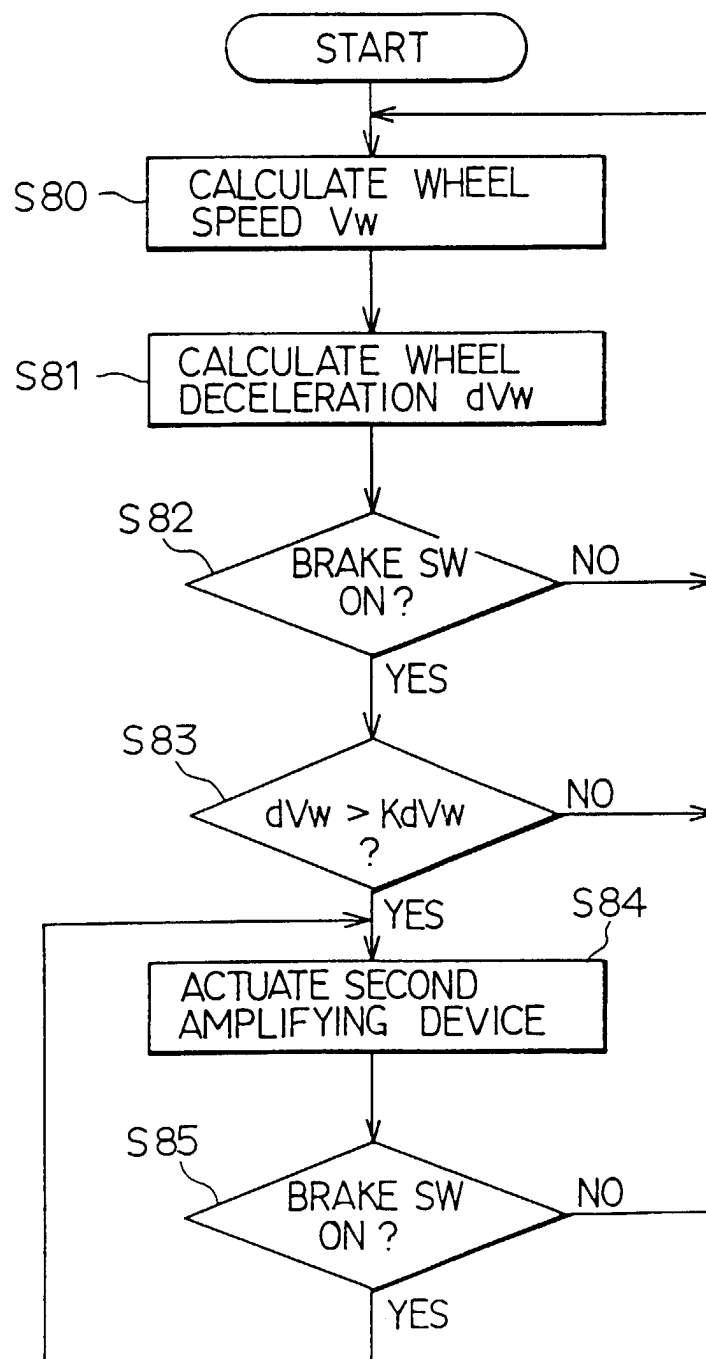 START
S80
CALCULATE WHEEL
SPEED Vw
S81
CALCULATE WHEEL
DECELERATION dVw
S82
BRAKE SW
ON?
NO
YES
S83
dVw > KdVw
?
NO
YES
S84
ACTUATE SECOND
AMPLIFYING DEVICE
S85
BRAKE SW
ON?
NO
YES